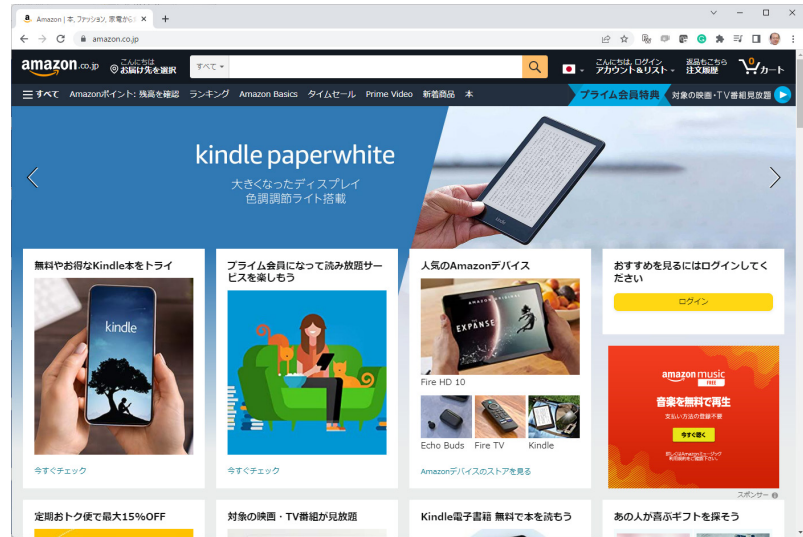 Amazon | 本, ファッション, 家電から
amazon.co.jp
amazon.co.jp
こんにちは
お届け先を選択
すべて
こんにちは, ログイン
アカウント&リスト
返品もこちら
注文履歴
0
カート
すべて
Amazonポイント: 残高を確認
ランキング
Amazon Basics
タイムセール
Prime Video
新着商品
本
プライム会員特典
対象の映画・TV番組見放題
kindle paperwhite
大きくなったディスプレイ
色調調節ライト搭載
kindle
無料やお得なKindle本をトライ
kindle
今すぐチェック
プライム会員になって読み放題サー
ビスを楽しもう
今すぐチェック
人気のAmazonデバイス
AMAZON ORIGINAL
THE
EXPANSE
Fire HD 10
Echo Buds
Fire TV
Kindle
Amazonデバイスのストアを見る
おすすめを見るにはログインしてく
ださい
ログイン
amazon music
FREE
音楽を無料で再生
支払い方法の登録不要
今すぐ聴く
スポンサー
定期おトク便で最大15%OFF
対象の映画・TV番組が見放題
Kindle電子書籍 無料で本を読もう
あの人が喜ぶギフトを探そう